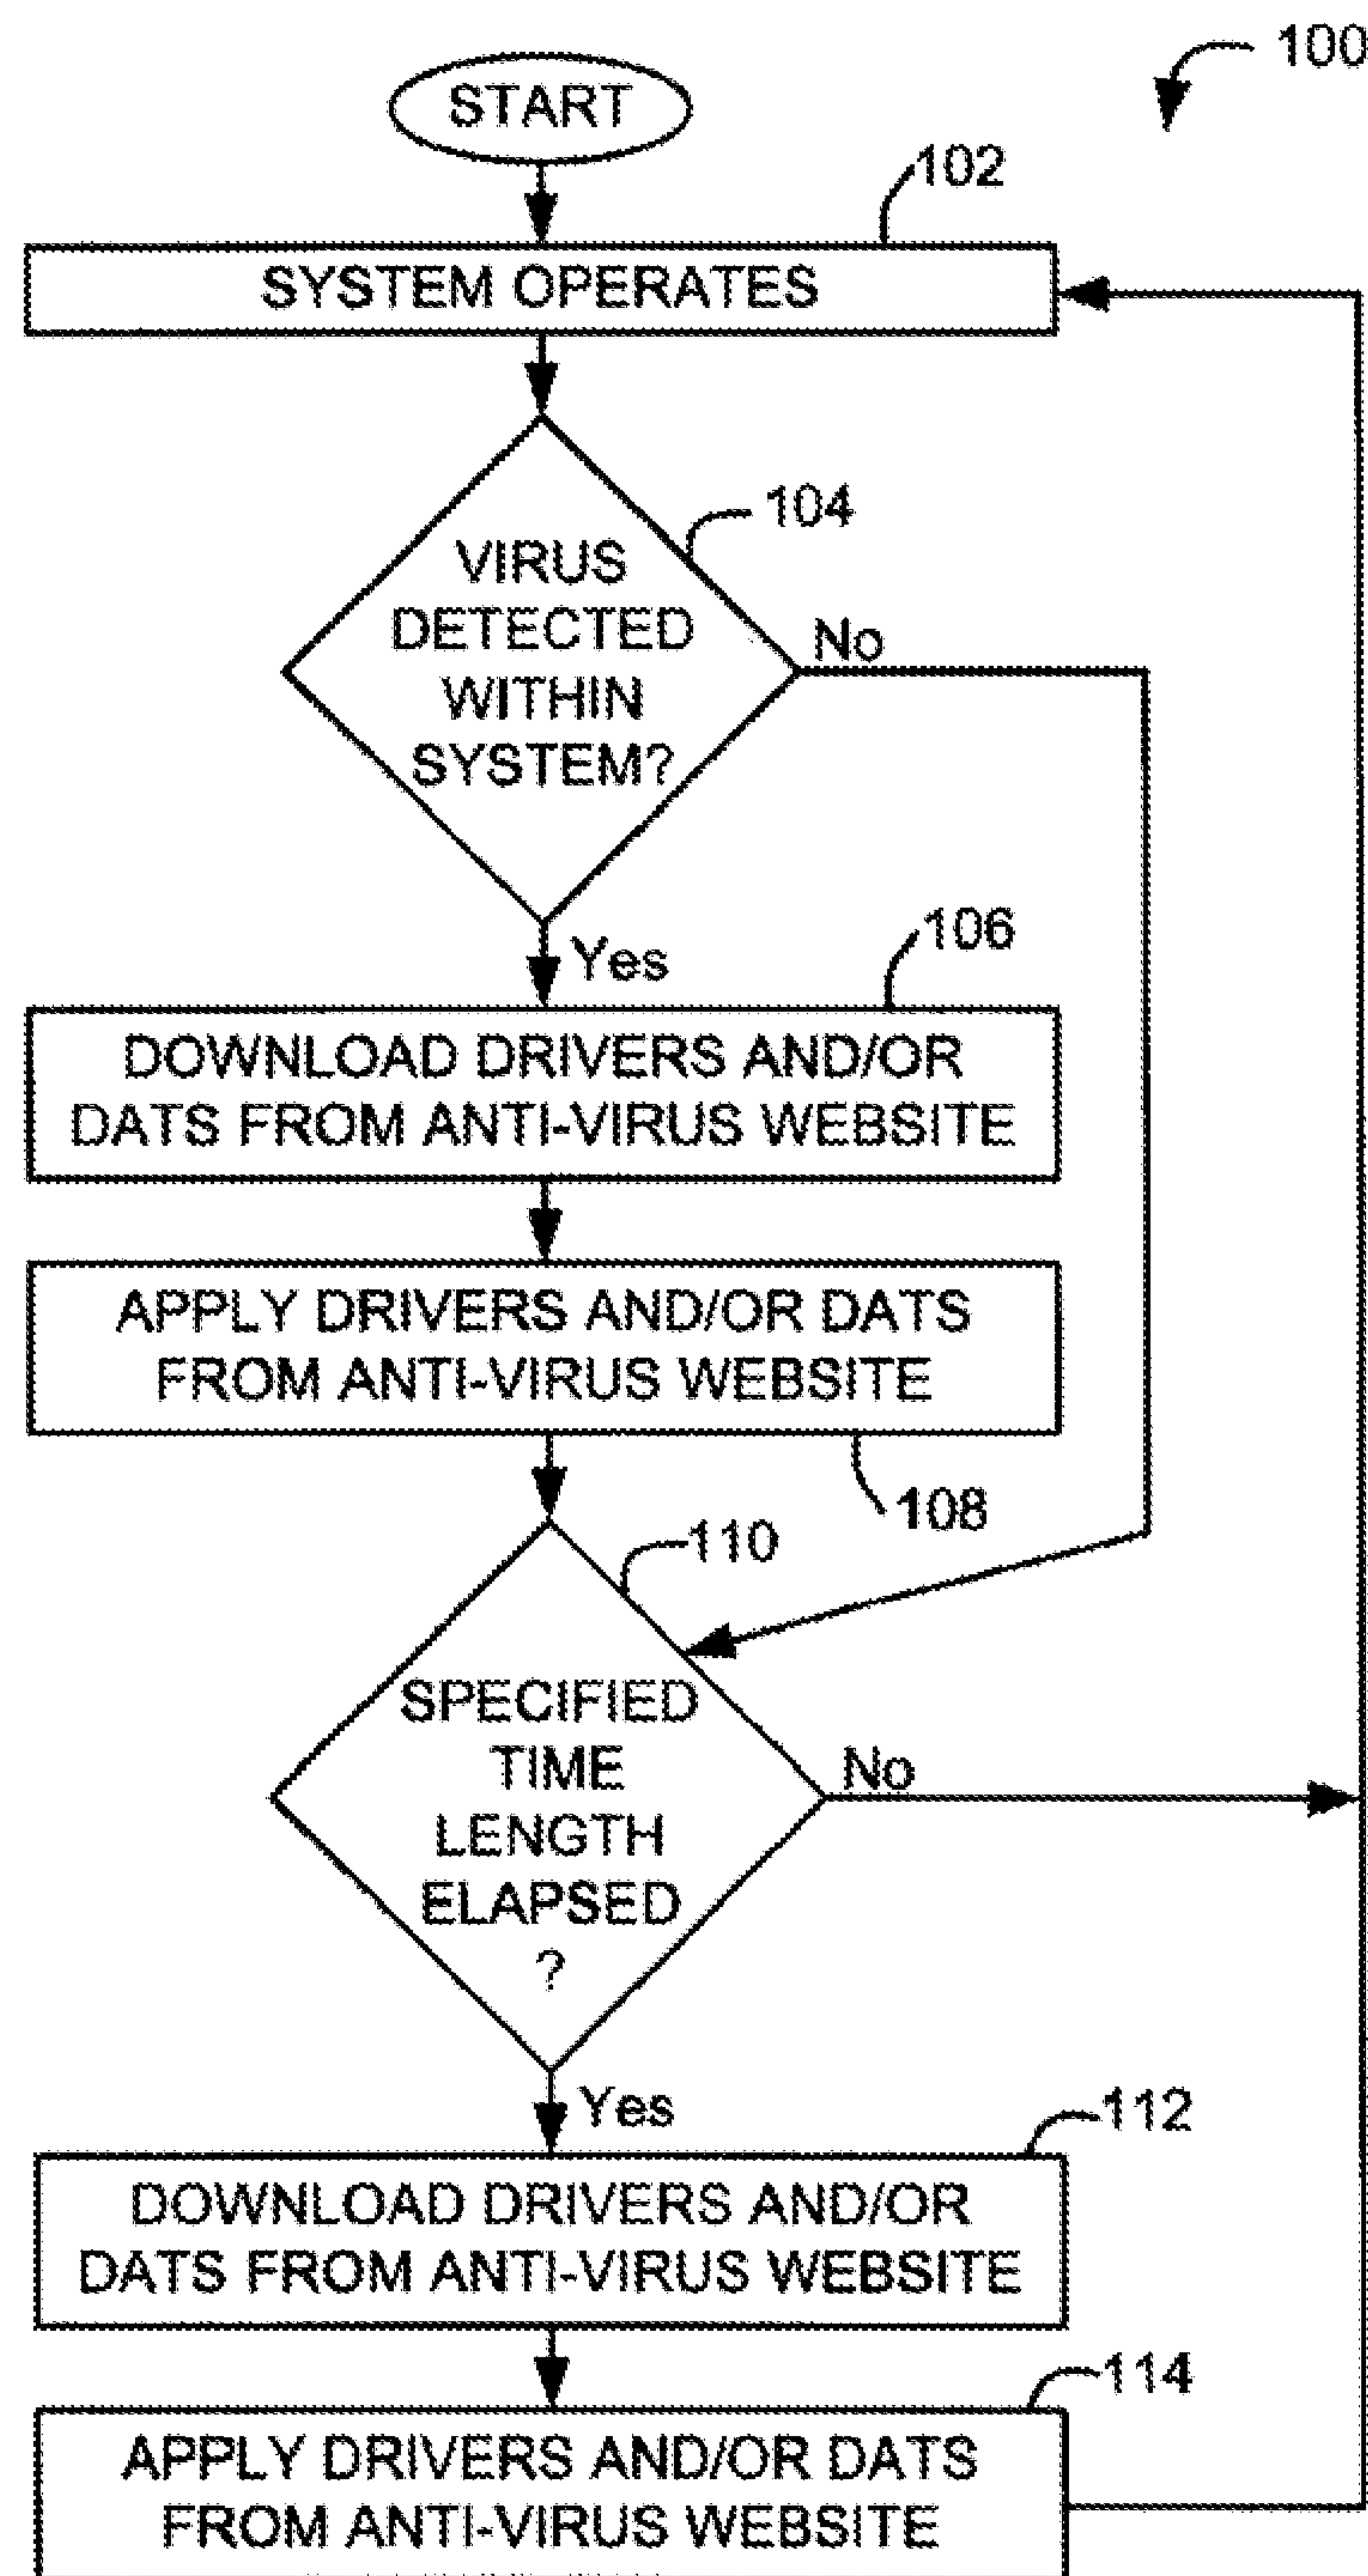 100
START
102
SYSTEM OPERATES
104
VIRUS
DETECTED
WITHIN
SYSTEM?
No
Yes
106
DOWNLOAD DRIVERS AND/OR
DATS FROM ANTI-VIRUS WEBSITE
APPLY DRIVERS AND/OR DATS
FROM ANTI-VIRUS WEBSITE
108
110
SPECIFIED
TIME
LENGTH
ELAPSED
?
No
Yes
112
DOWNLOAD DRIVERS AND/OR
DATS FROM ANTI-VIRUS WEBSITE
114
APPLY DRIVERS AND/OR DATS
FROM ANTI-VIRUS WEBSITE